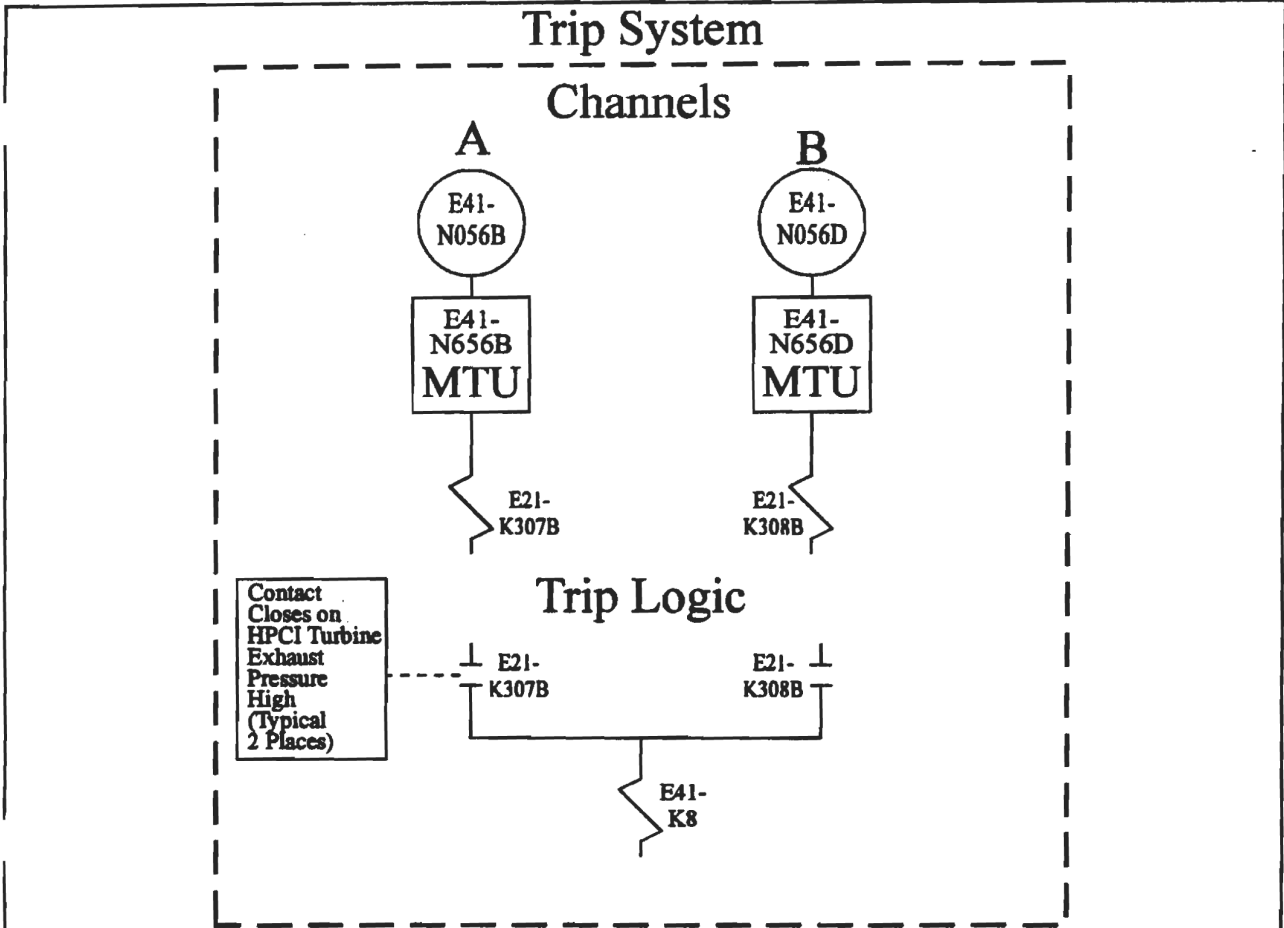 Trip System
Channels
A
B
E41-
N056B
E41-
N056D
E41-
N656B
MTU
E41-
N656D
MTU
E21-
K307B
E21-
K308B
Trip Logic
Contact
Closes on
HPCI Turbine
Exhaust
Pressure
High
(Typical
2 Places)
E21-
K307B
E21-
K308B
E41-
K8